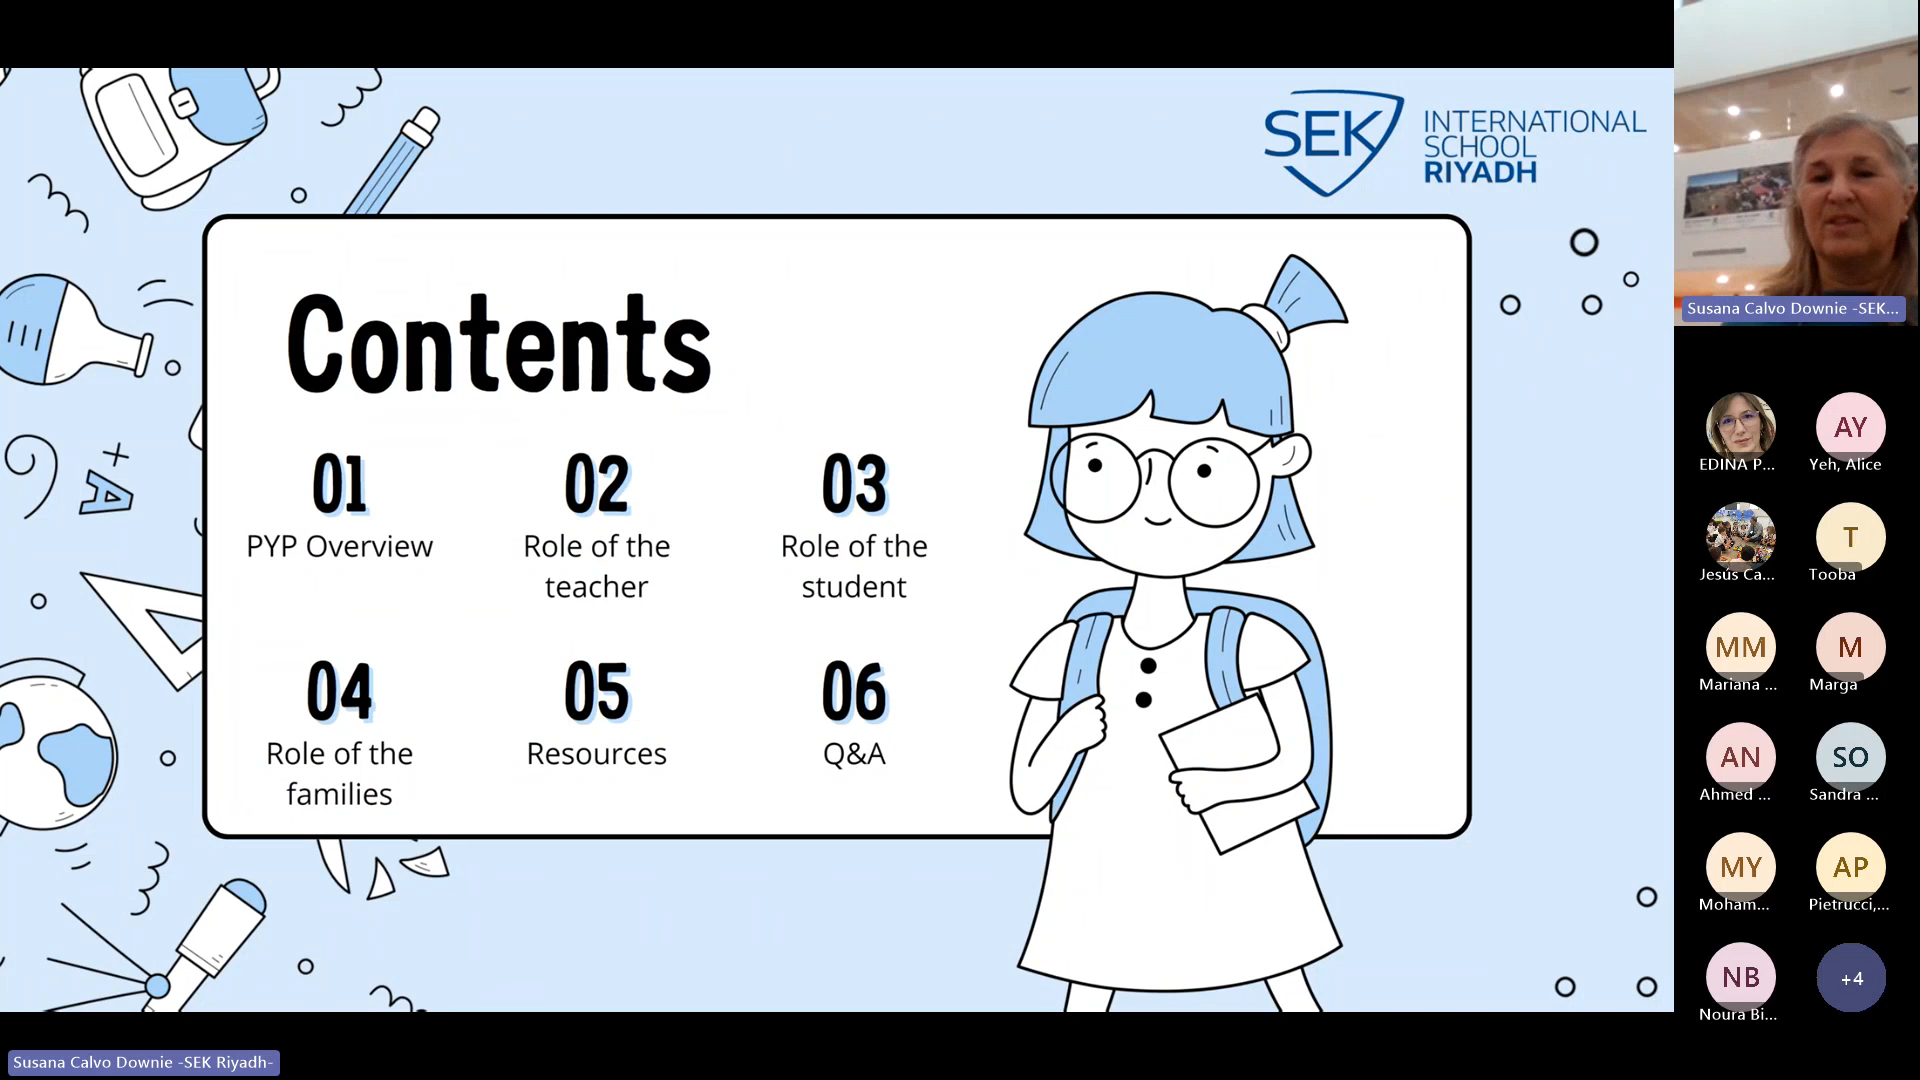 SEK
INTERNATIONAL
SCHOOL
RIYADH
Contents
01
PYP Overview
02
Role of the
teacher
03
Role of the
student
04
Role of the
families
05
Resources
06
Q&A
A+
Susana Calvo Downie -SEK...
EDINA P...
AY
Yeh, Alice
Jesús Ca...
T
Tooba
MM
Mariana ...
M
Marga
AN
Ahmed ...
SO
Sandra ...
MY
Moham...
AP
Pietrucci,...
NB
Noura Bi...
+4
Susana Calvo Downie -SEK Riyadh-